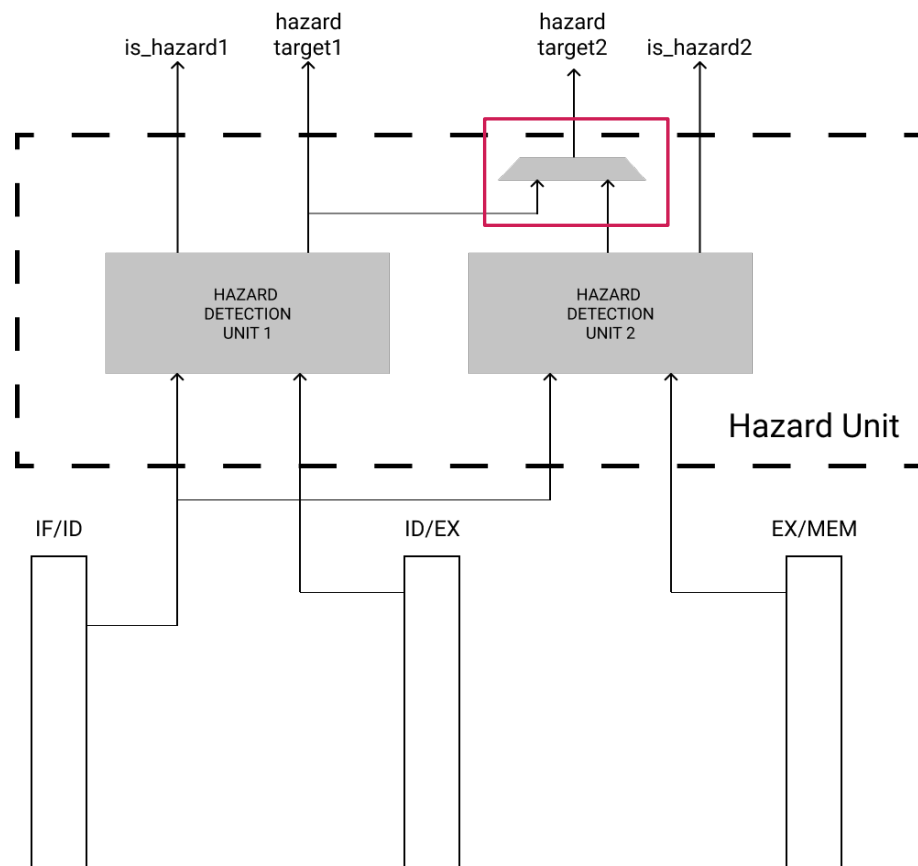 is_hazard1
hazard
target1
hazard
target2
is_hazard2
HAZARD
DETECTION
UNIT 1
HAZARD
DETECTION
UNIT 2
Hazard Unit
IF/ID
ID/EX
EX/MEM